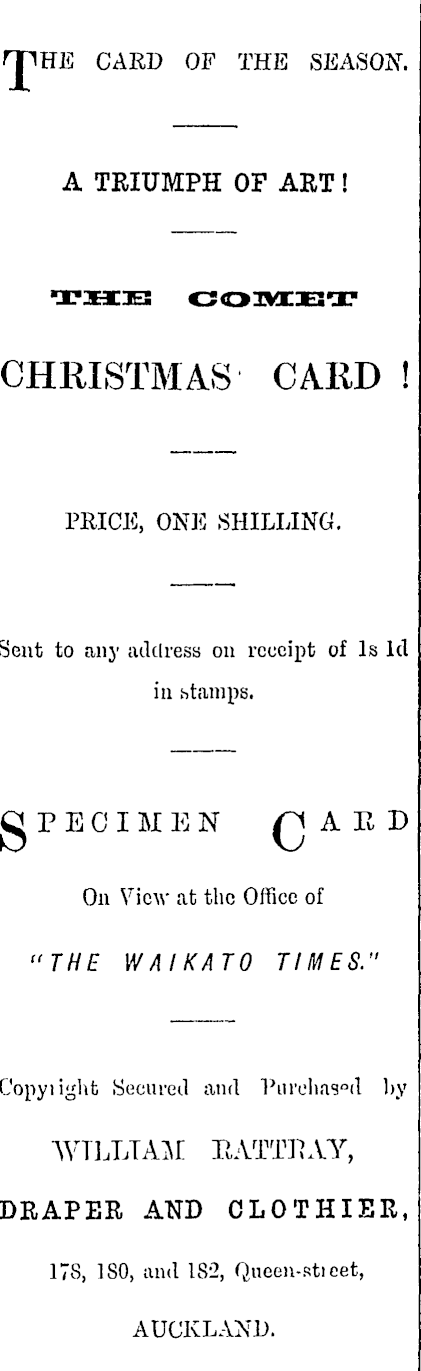 THE CARD OF THE SEASON.
A TRIUMPH OF ART!
THE COMET
CHRISTMAS CARD !
PRICE, ONE SHILLING.
Sent to any address on receipt of 1s 1d
in stamps.
SPECIMEN CARD
On View at the Office of
"THE WAIKATO TIMES."
Copyright Secured and Purchased by
WILLIAM RATTRAY,
DRAPER AND CLOTHIER,
178, 180, and 182, Queen-street,
AUCKLAND.